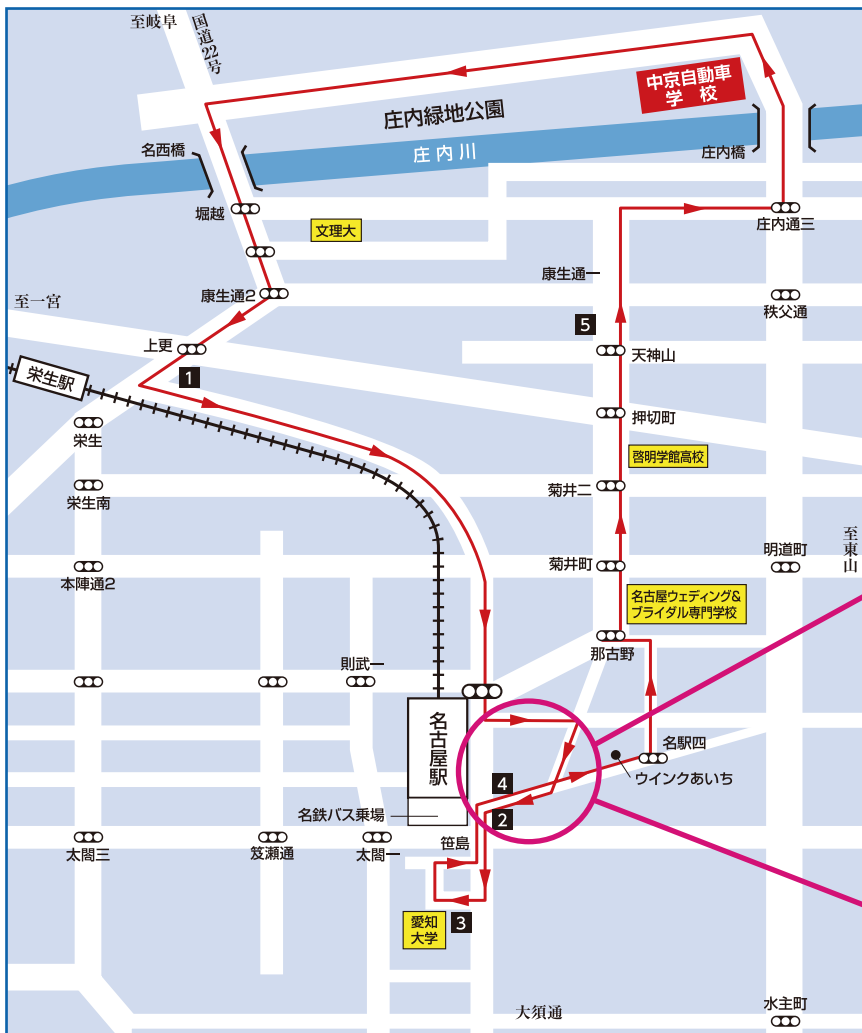 至岐阜
国道22号
中京自動車
学 校
庄内緑地公園
庄内川
名西橋
庄内橋
堀越
文理大
庄内通三
康生通一
康生通2
至一宮
秩父通
5
上更
天神山
1
栄生駅
押切町
栄生
啓明学館高校
菊井二
栄生南
至東山
明道町
菊井町
本陣通2
名古屋ウェディング&
ブライダル専門学校
那古野
則武一
名古屋駅
名駅四
ウインクあいち
4
名鉄バス乗場
2
笹島
太閤三
笈瀬通
太閤一
愛知
大学
3
大須通
水主町